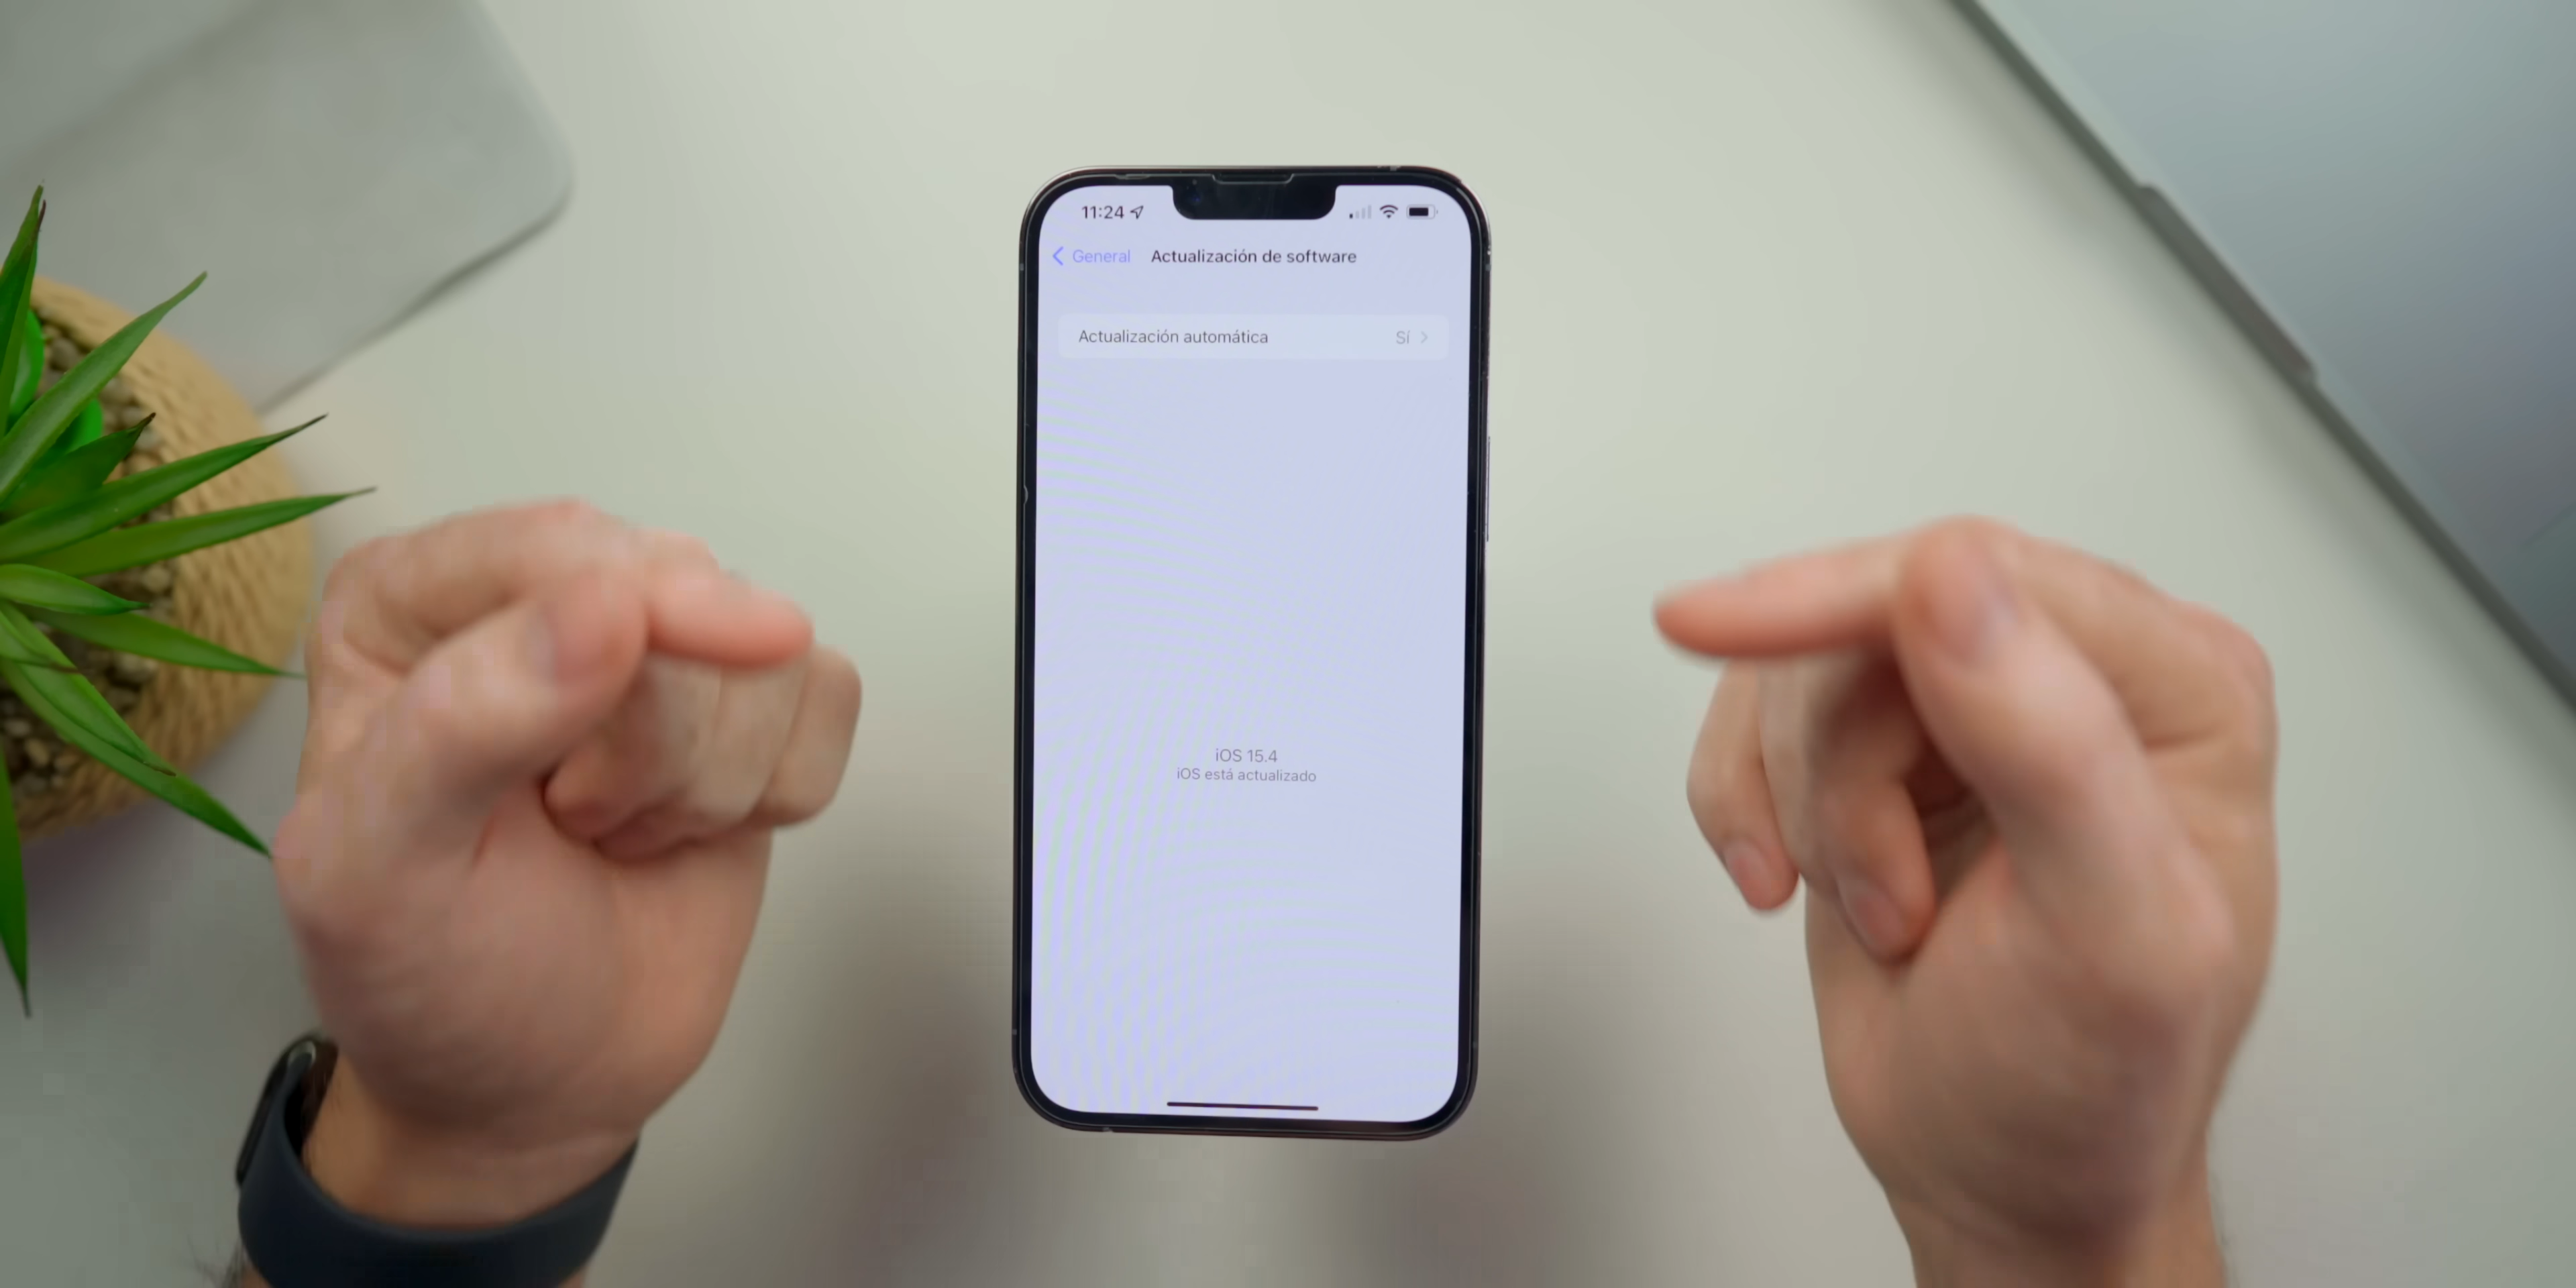 11:24
General Actualización de software
Actualización automática Sí
iOS 15.4
iOS está actualizado